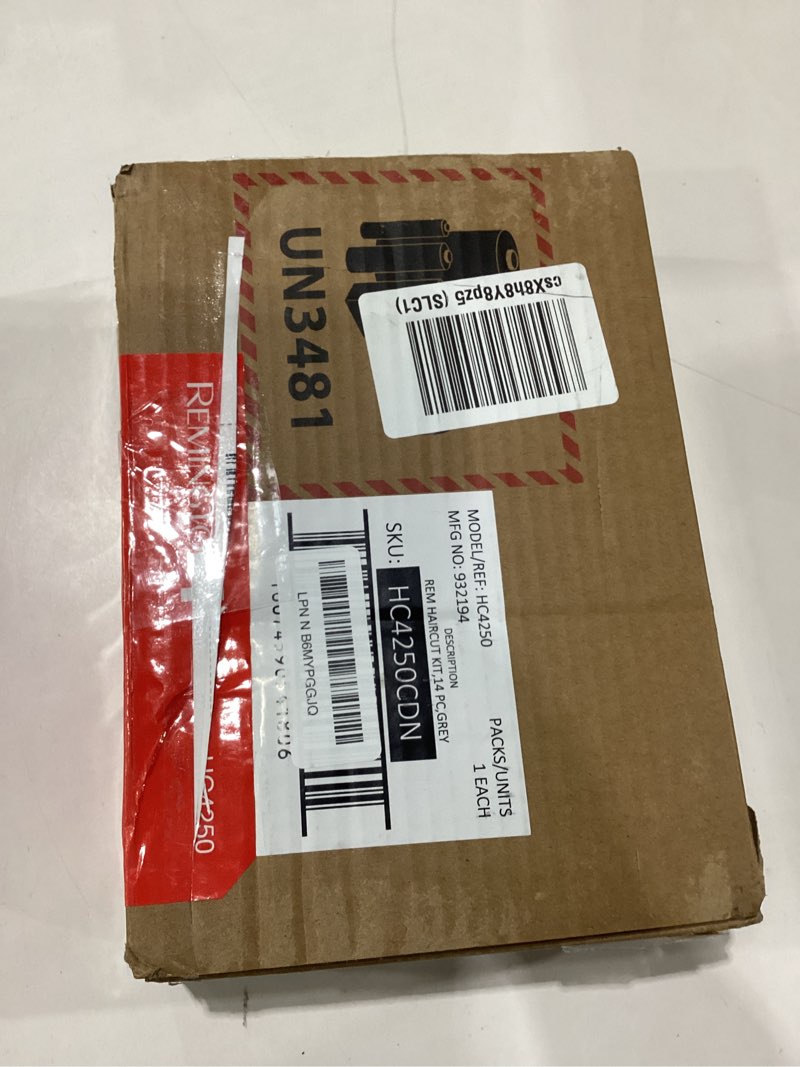 UN3481
csX8h8Y8pz5 (SLC1)
MODEL/REF: HC4250
MFG NO: 932194
PACKS/UNITS
1 EACH
DESCRIPTION
REM HAIRCUT KIT,14 PC,GREY
SKU: HC4250CDN
LPN N B6MYPGGJQ
HC4250